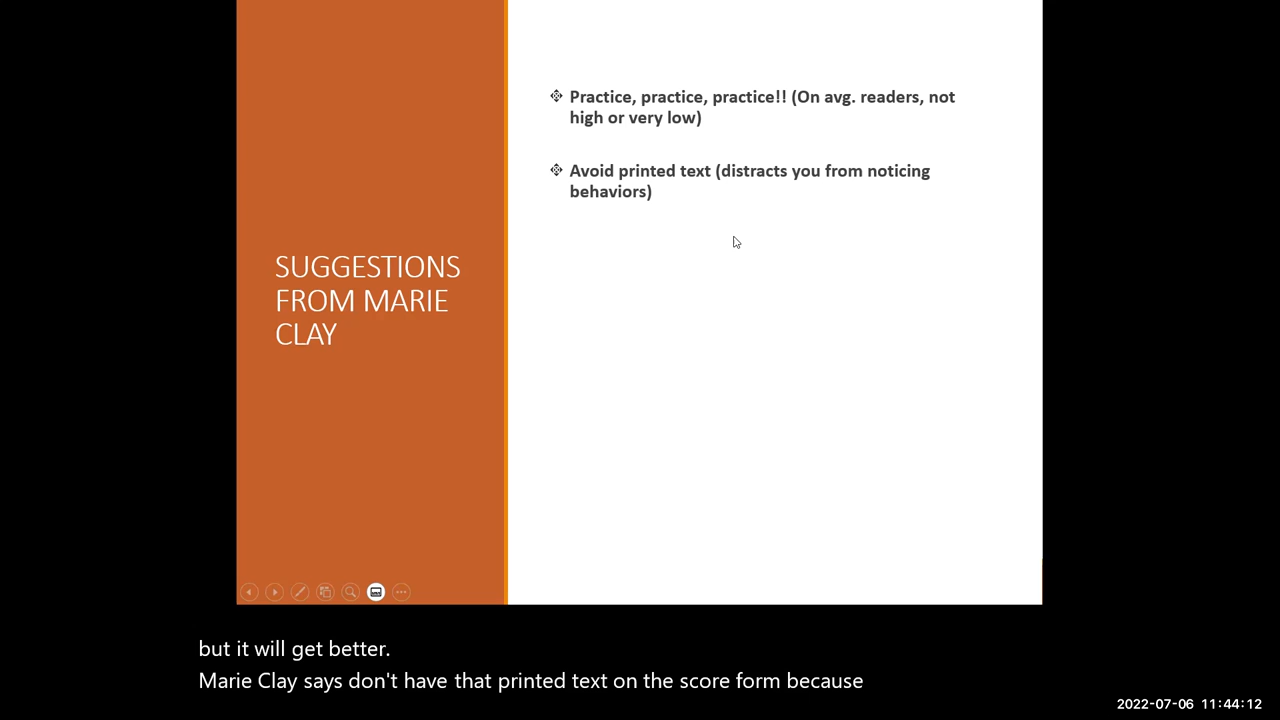 SUGGESTIONS
FROM MARIE
CLAY
Practice, practice, practice!! (On avg. readers, not
high or very low)
Avoid printed text (distracts you from noticing
behaviors)
but it will get better.
Marie Clay says don't have that printed text on the score form because
2022-07-06 11:44:12